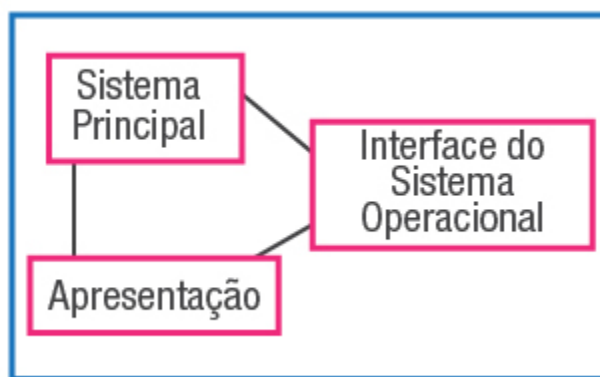 Sistema
Principal
Interface do
Sistema
Operacional
Apresentação